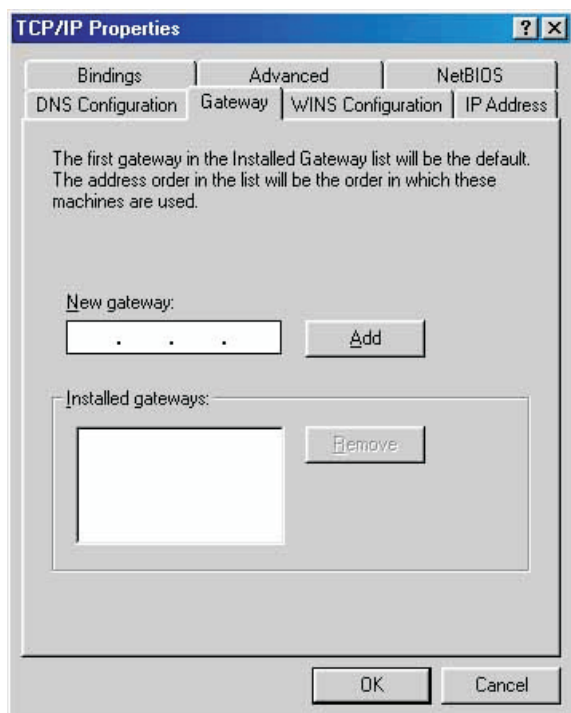 TCP/IP Properties
? X
Bindings Advanced NetBIOS
DNS Configuration Gateway WINS Configuration IP Address
The first gateway in the Installed Gateway list will be the default.
The address order in the list will be the order in which these
machines are used.
New gateway:
. . .
Add
Installed gateways:
Remove
OK Cancel